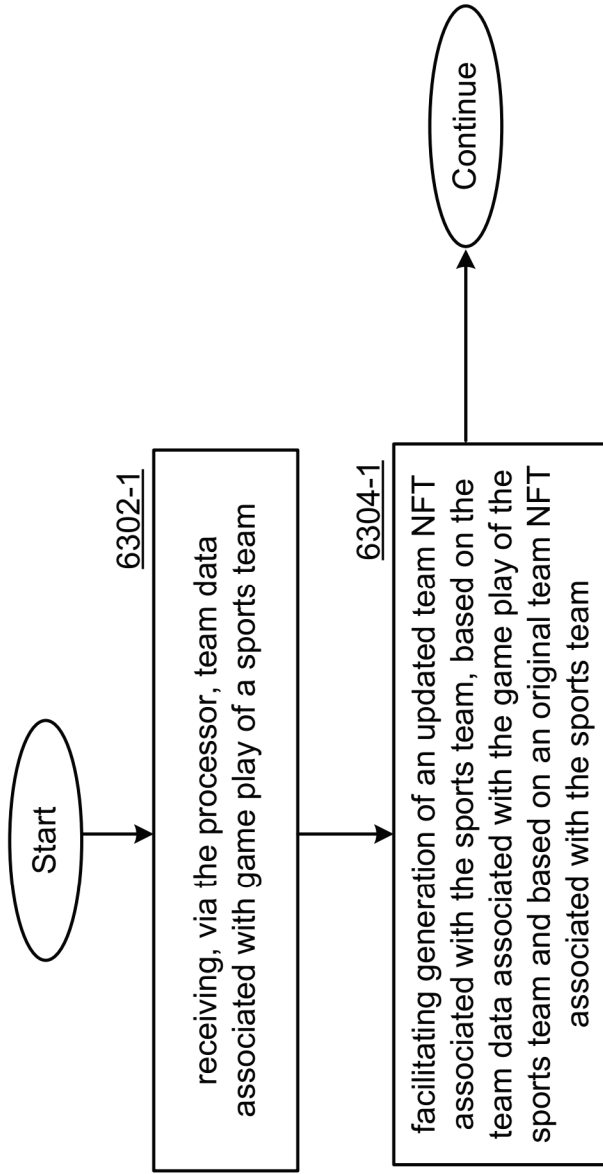 Start
6302-1
receiving, via the processor, team data
associated with game play of a sports team
6304-1
facilitating generation of an updated team NFT
associated with the sports team, based on the
team data associated with the game play of the
sports team and based on an original team NFT
associated with the sports team
Continue